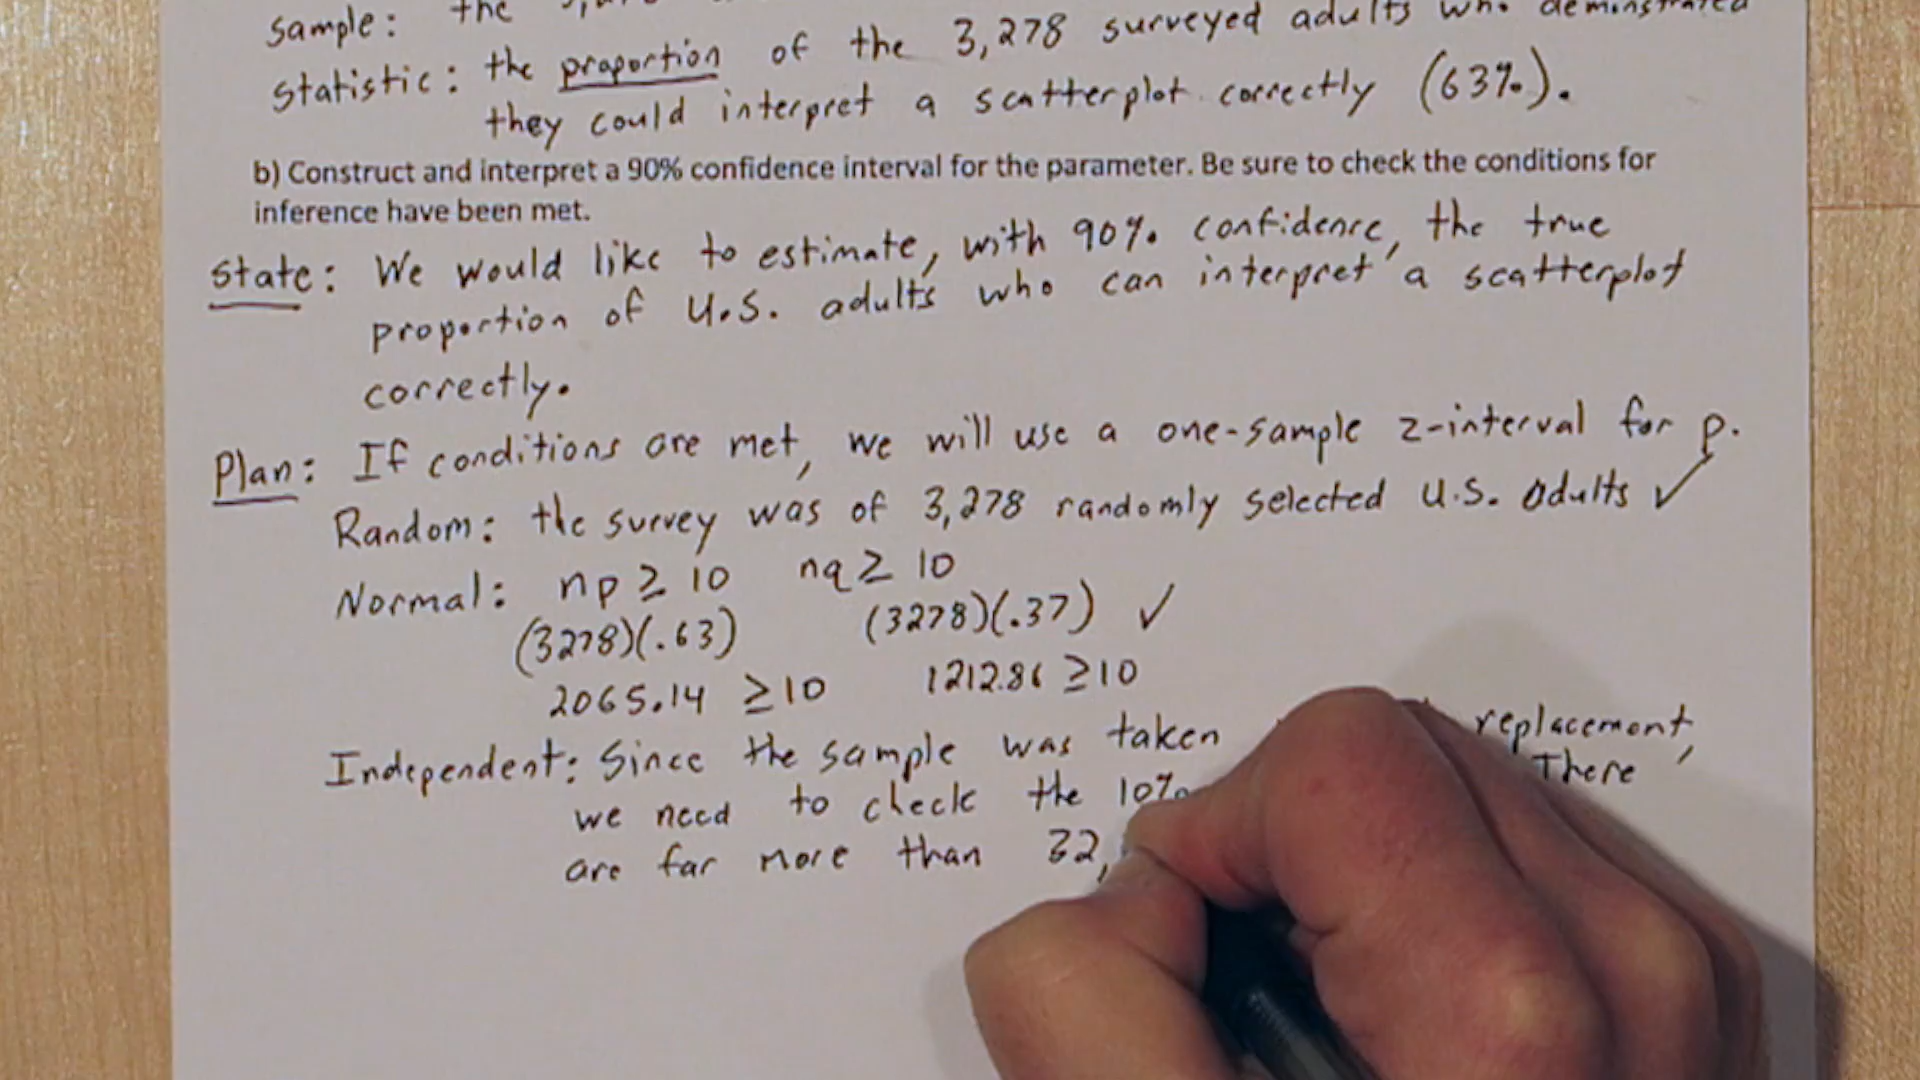 sample: the
statistic: the proportion of the 3,278 surveyed adults who demonstrated
they could interpret a scatterplot correctly (63%).
b) Construct and interpret a 90% confidence interval for the parameter. Be sure to check the conditions for
inference have been met.
State: We would like to estimate, with 90% confidence, the true
proportion of U.S. adults who can interpret a scatterplot
correctly.
Plan: If conditions are met, we will use a one-sample z-interval for p.
Random: the survey was of 3,278 randomly selected U.S. adults ✓
Normal: np ≥ 10 nq ≥ 10
(3278)(.63) (3278)(.37) ✓
2065.14 ≥ 10 1212.86 ≥ 10
Independent: Since the sample was taken replacement,
we need to check the 10% There
are far more than 32,